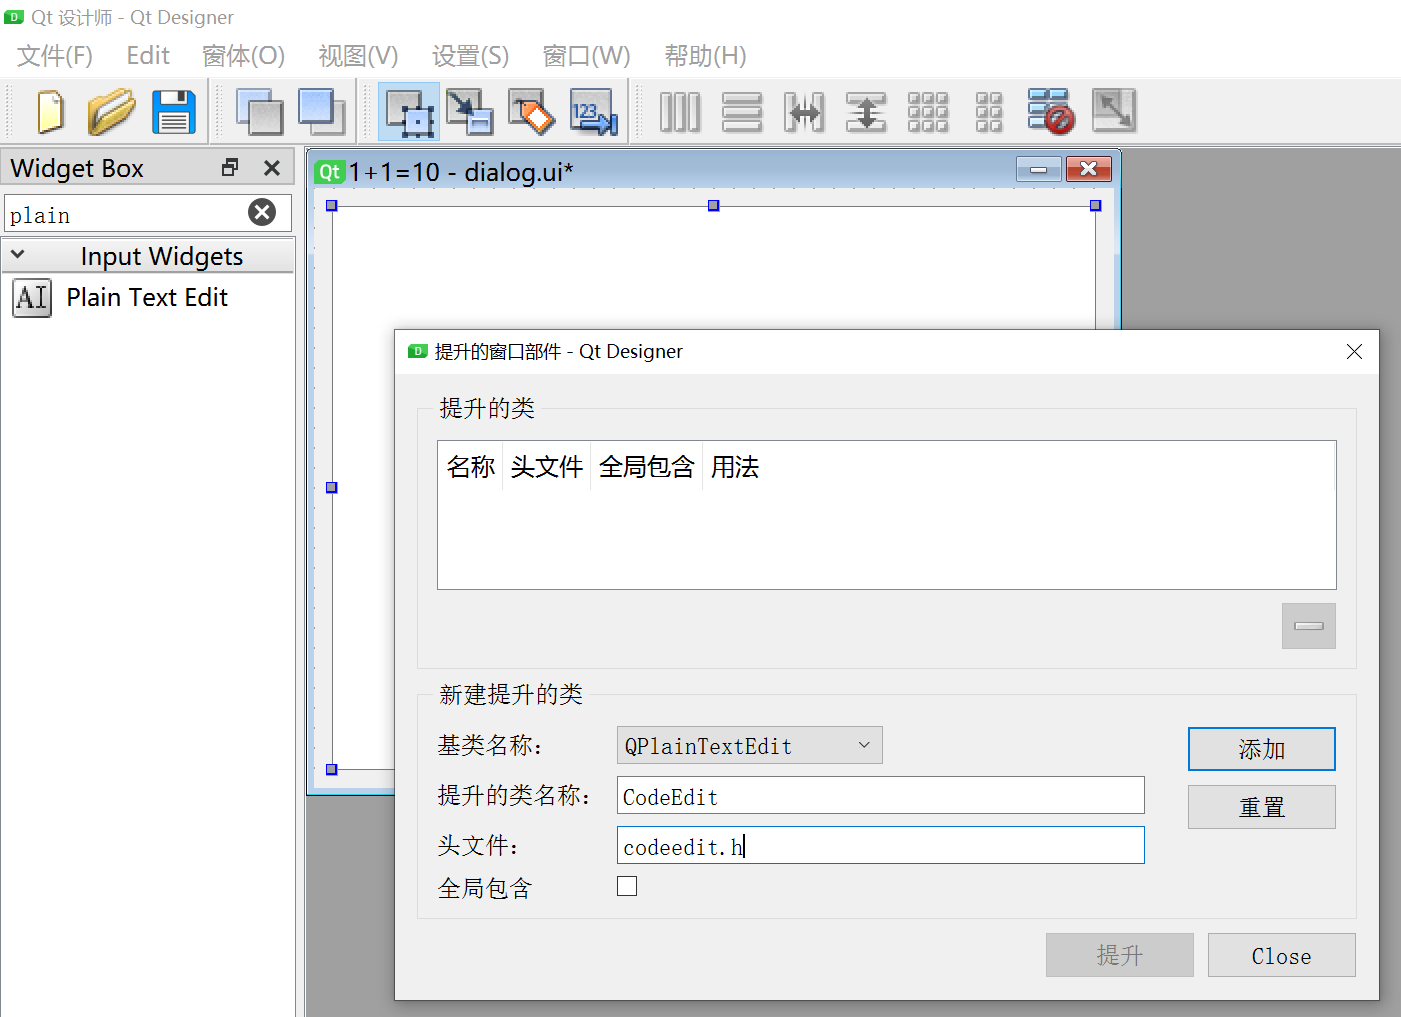 Qt 设计师 - Qt Designer
文件(F) Edit 窗体(O) 视图(V) 设置(S) 窗口(W) 帮助(H)
123
Widget Box
plain
Input Widgets
AI Plain Text Edit
Qt 1+1=10 - dialog.ui*
D 提升的窗口部件 - Qt Designer
提升的类
名称 头文件 全局包含 用法
新建提升的类
基类名称： QPlainTextEdit
添加
提升的类名称： CodeEdit
重置
头文件： codeedit.h
全局包含
提升 Close